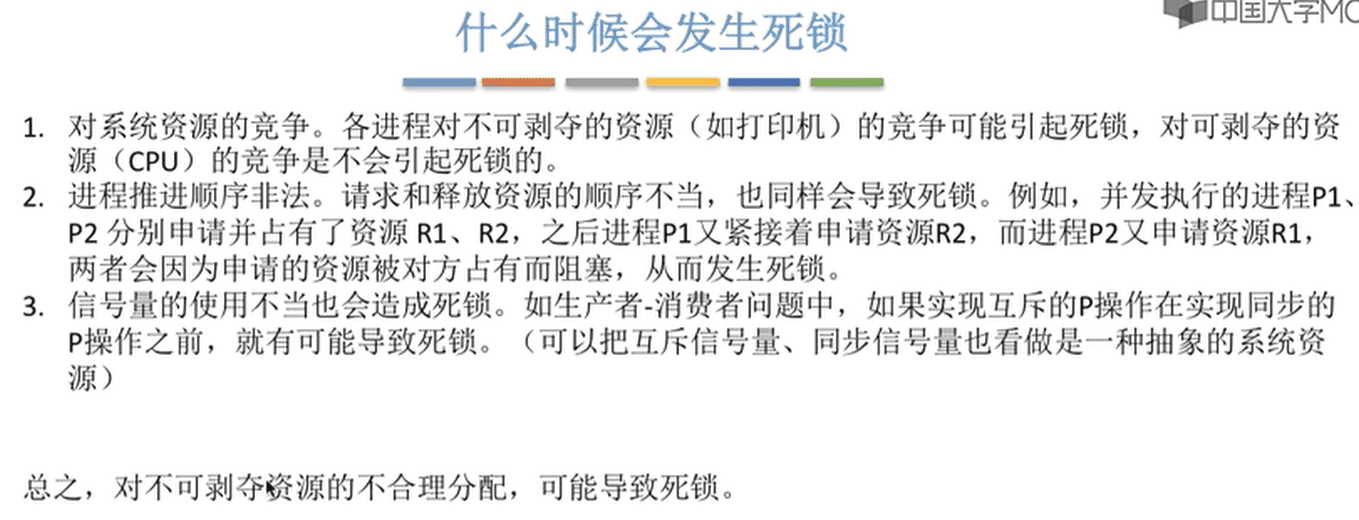 中国大学MO
什么时候会发生死锁
1. 对系统资源的竞争。各进程对不可剥夺的资源（如打印机）的竞争可能引起死锁，对可剥夺的资
源（CPU）的竞争是不会引起死锁的。
2. 进程推进顺序非法。请求和释放资源的顺序不当，也同样会导致死锁。例如，并发执行的进程P1、
P2 分别申请并占有了资源 R1、R2，之后进程P1又紧接着申请资源R2，而进程P2又申请资源R1，
两者会因为申请的资源被对方占有而阻塞，从而发生死锁。
3. 信号量的使用不当也会造成死锁。如生产者-消费者问题中，如果实现互斥的P操作在实现同步的
P操作之前，就有可能导致死锁。（可以把互斥信号量、同步信号量也看做是一种抽象的系统资
源）
总之，对不可剥夺资源的不合理分配，可能导致死锁。